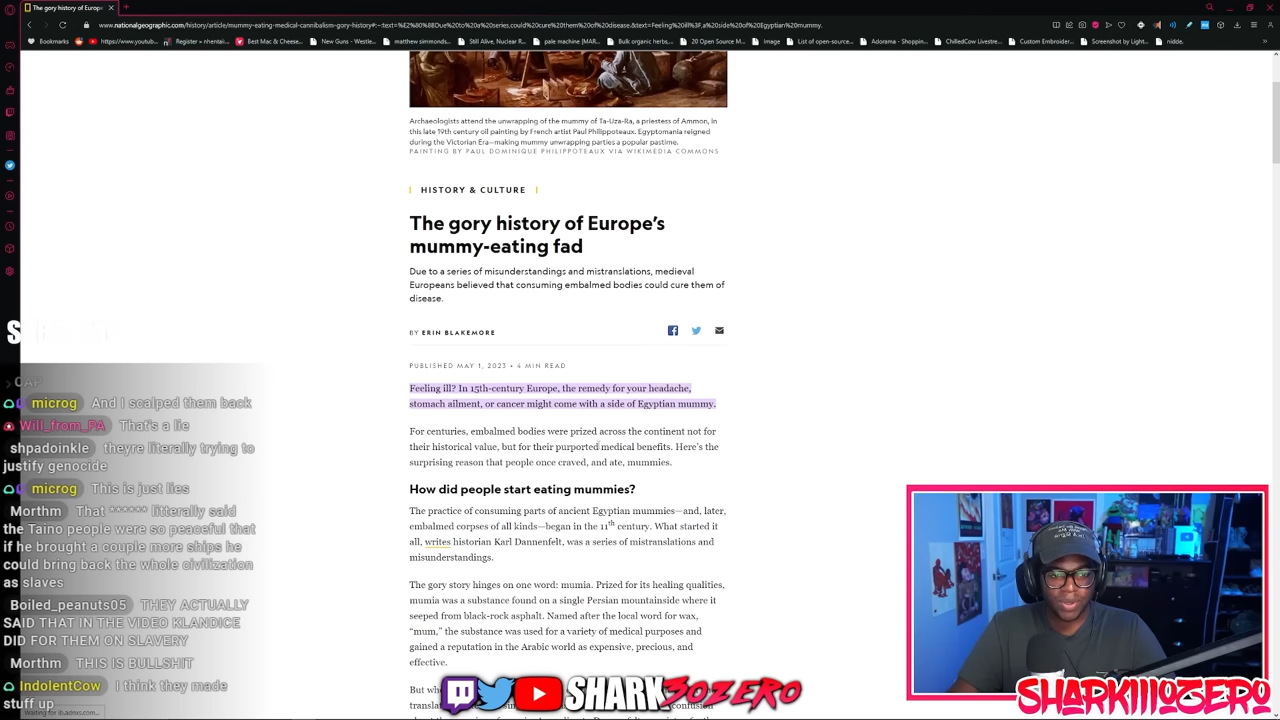 The gory history of Europe's
www.nationalgeographic.com/history/article/mummy-eating-medical-cannibalism-gory-history#:~:text=%E2%80%8BDue%20to%20a%20series,could%20cure%20them%20of%20disease.&text=Feeling%20ill%3F,a%20side%20of%20Egyptian%20mummy.
Bookmarks
https://www.youtub...
Register » nhentai...
Best Mac & Cheese...
New Guns - Westle...
matthew simmonds...
Still Alive, Nuclear R...
pale machine [MAR...
Bulk organic herbs,...
20 Open Source M...
Image
List of open-source...
Adorama - Shoppin...
ChilledCow Livestre...
Custom Embroider...
Screenshot by Light...
nidde.
Archaeologists attend the unwrapping of the mummy of Ta-Uza-Ra, a priestess of Ammon, in
this late 19th century oil painting by French artist Paul Philippoteaux. Egyptomania reigned
during the Victorian Era—making mummy unwrapping parties a popular pastime.
PAINTING BY PAUL DOMINIQUE PHILIPPOTEAUX VIA WIKIMEDIA COMMONS
HISTORY & CULTURE
The gory history of Europe's
mummy-eating fad
Due to a series of misunderstandings and mistranslations, medieval
Europeans believed that consuming embalmed bodies could cure them of
disease.
BY ERIN BLAKEMORE
PUBLISHED MAY 1, 2023 • 4 MIN READ
Feeling ill? In 15th-century Europe, the remedy for your headache,
stomach ailment, or cancer might come with a side of Egyptian mummy.
For centuries, embalmed bodies were prized across the continent not for
their historical value, but for their purported medical benefits. Here's the
surprising reason that people once craved, and ate, mummies.
How did people start eating mummies?
The practice of consuming parts of ancient Egyptian mummies—and, later,
embalmed corpses of all kinds—began in the 11th century. What started it
all, writes historian Karl Dannenfelt, was a series of mistranslations and
misunderstandings.
The gory story hinges on one word: mumia. Prized for its healing qualities,
mumia was a substance found on a single Persian mountainside where it
seeped from black-rock asphalt. Named after the local word for wax,
"mum," the substance was used for a variety of medical purposes and
gained a reputation in the Arabic world as expensive, precious, and
effective.
CAP
microg And I scalped them back
Will_from_PA That's a lie
shpadoinkle theyre literally trying to
justify genocide
microg This is just lies
Morthm That ****** litterally said
the Taino people were so peaceful that
if he brought a couple more ships he
could bring back the whole civilization
as slaves
Boiled_peanuts05 THEY ACTUALLY
SAID THAT IN THE VIDEO KLANDICE
DID FOR THEM ON SLAVERY
Morthm THIS IS BULLSHIT
IndolentCow I think they made
stuff up
Waiting for ib.adnxs.com...
SHARK3OZERO
SHARK3OZERO